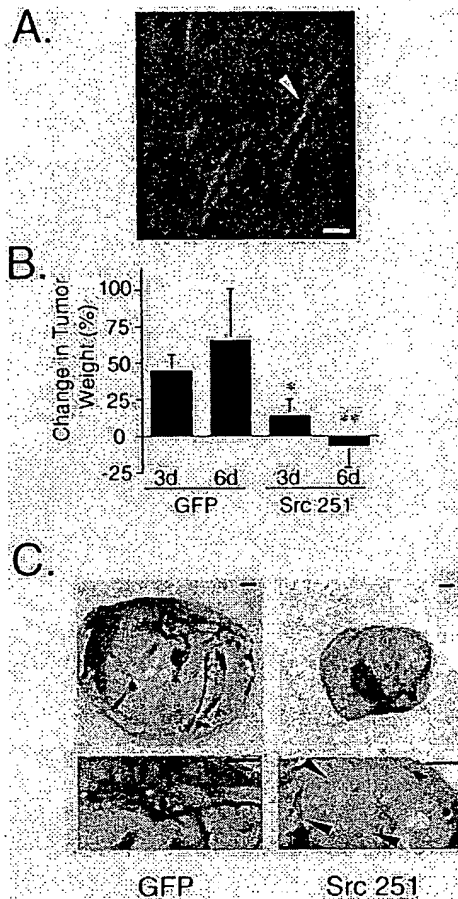 A.
B.
Change in Tumor
Weight (%)
100
75
50
25
0
-25
*
**
3d 6d 3d 6d
GFP Src 251
C.
GFP Src 251